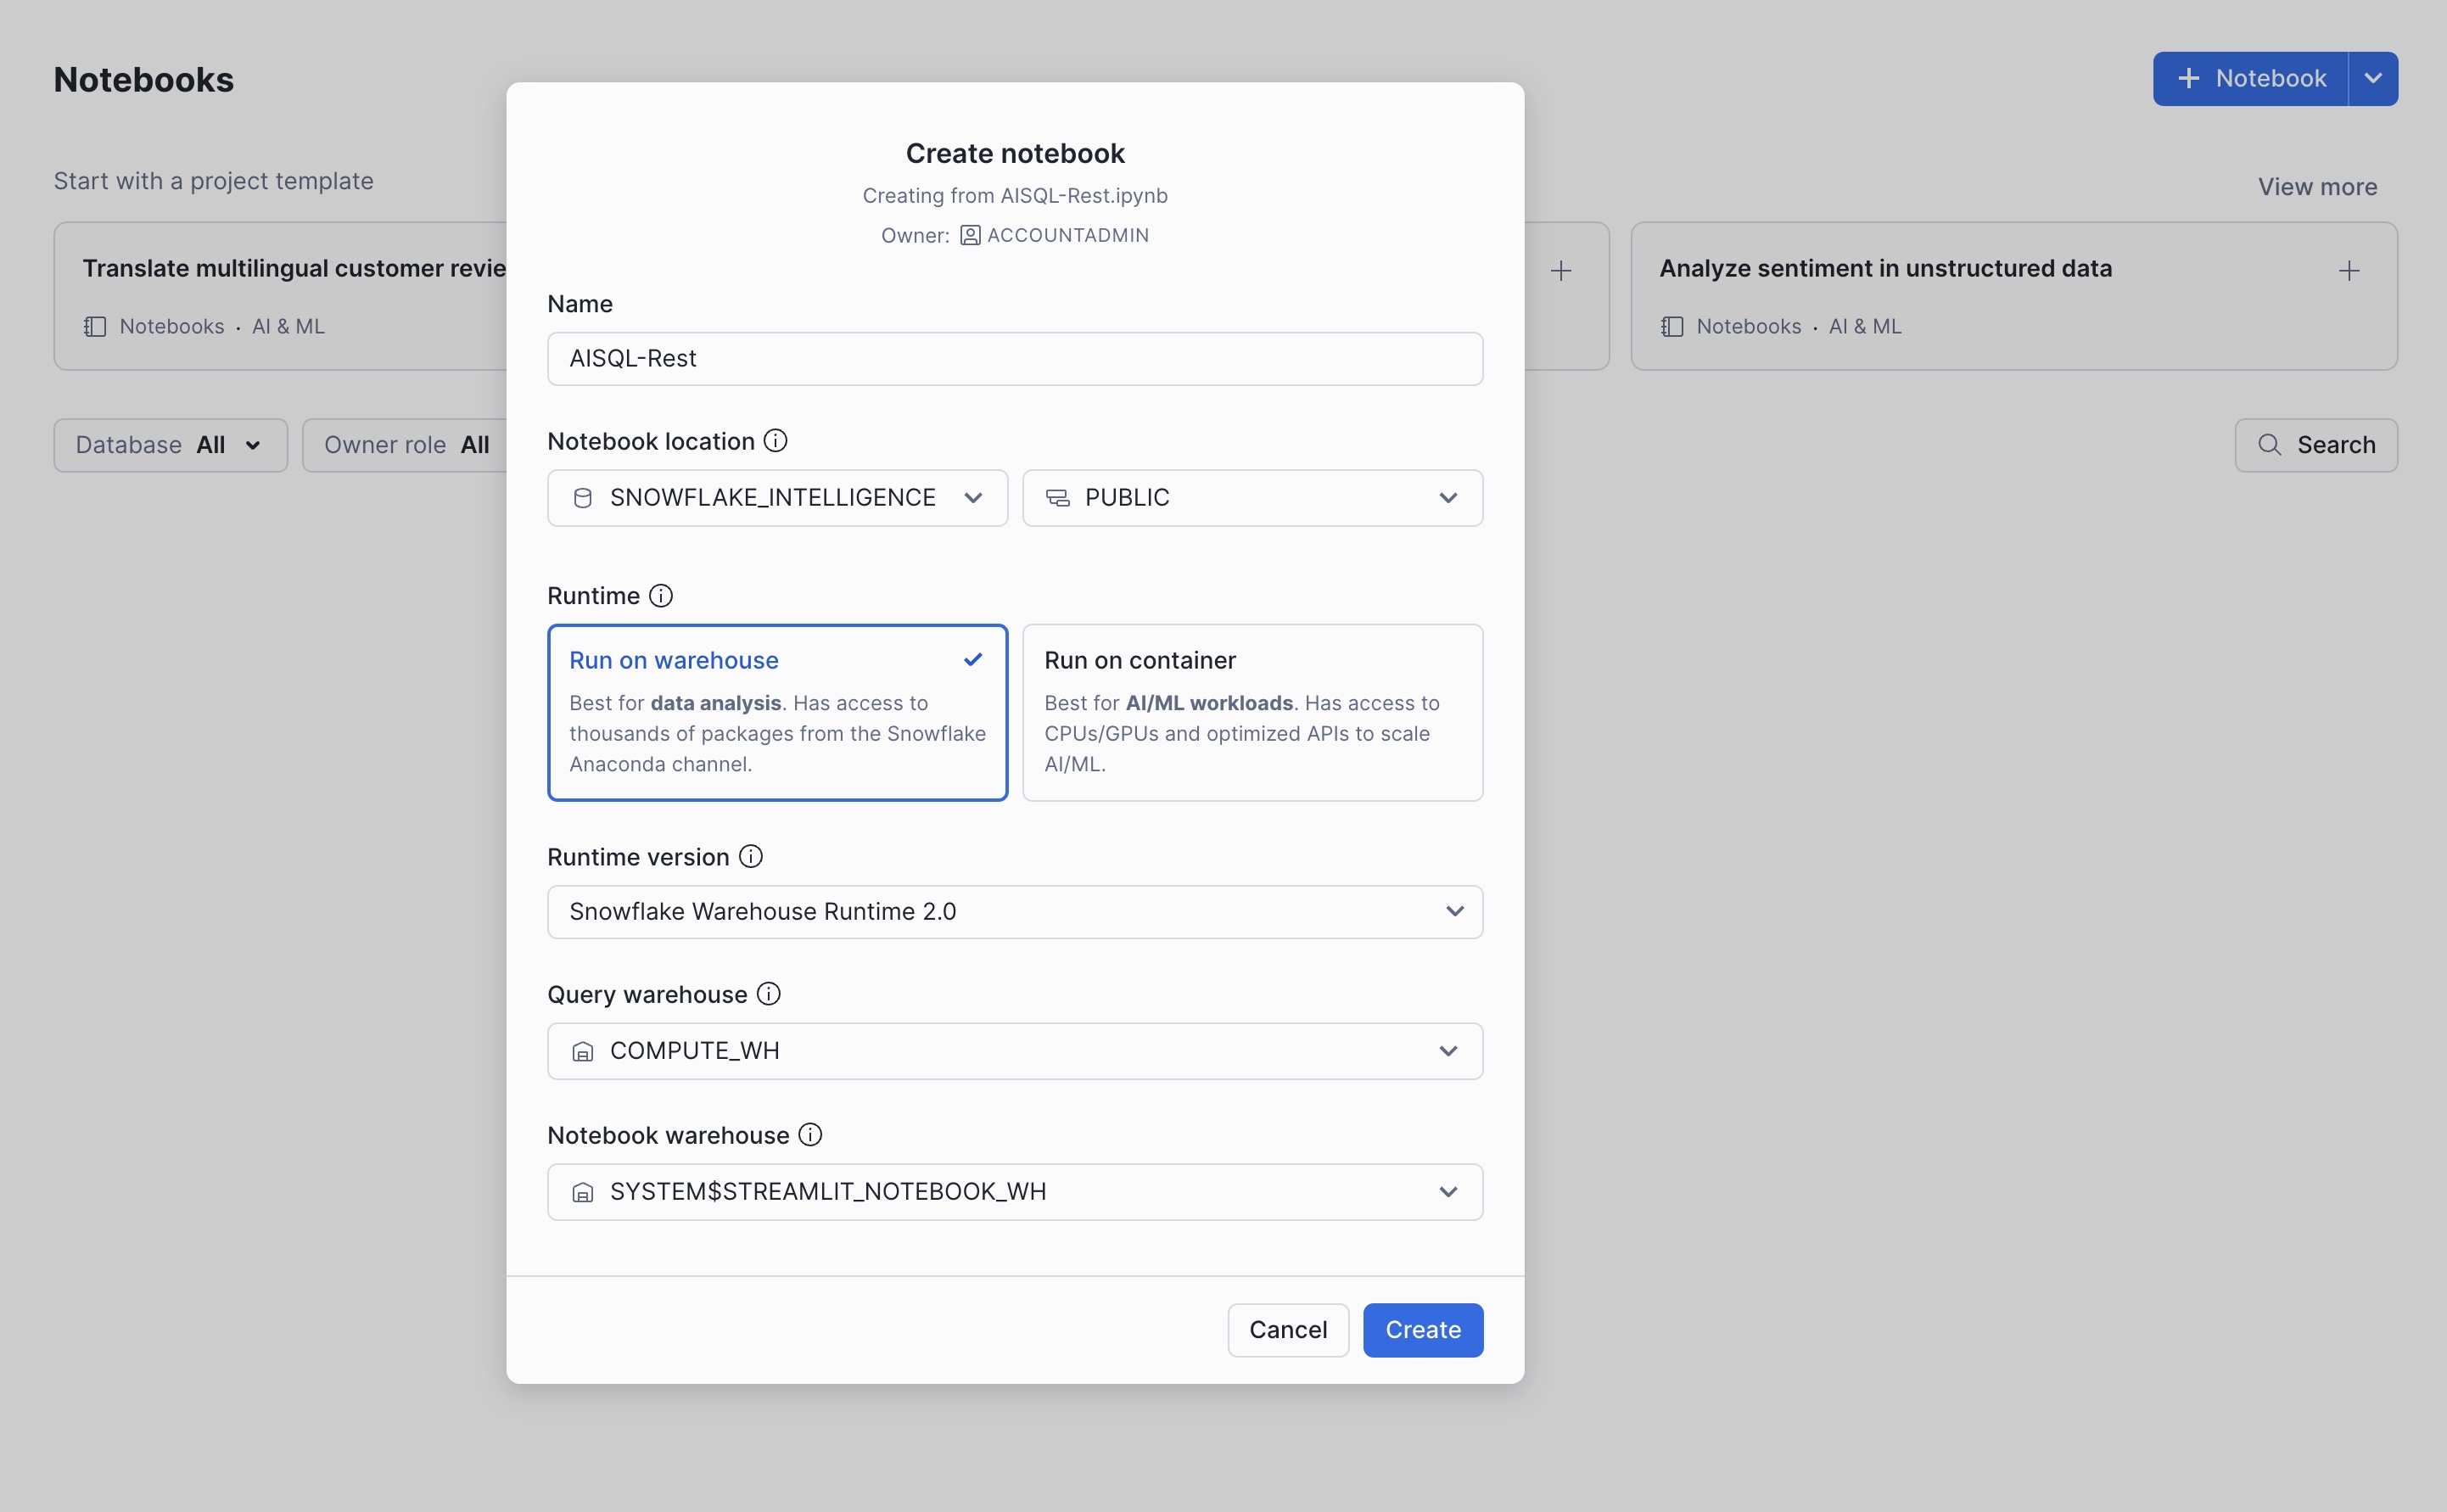 Notebooks
Notebook
Start with a project template
View more
Translate multilingual customer revie
Notebooks · AI & ML
Analyze sentiment in unstructured data
Notebooks · AI & ML
Database All
Owner role All
Search
Create notebook
Creating from AISQL-Rest.ipynb
Owner: ACCOUNTADMIN
Name
AISQL-Rest
Notebook location
SNOWFLAKE_INTELLIGENCE
PUBLIC
Runtime
Run on warehouse
Best for data analysis. Has access to
thousands of packages from the Snowflake
Anaconda channel.
Run on container
Best for AI/ML workloads. Has access to
CPUs/GPUs and optimized APIs to scale
AI/ML.
Runtime version
Snowflake Warehouse Runtime 2.0
Query warehouse
COMPUTE_WH
Notebook warehouse
SYSTEM$STREAMLIT_NOTEBOOK_WH
Cancel
Create